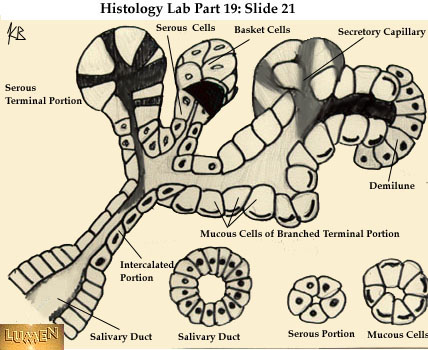 Histology Lab Part 19: Slide 21
KB
Serous Cells
Basket Cells
Secretory Capillary
Serous
Terminal Portion
Demilune
Mucous Cells of Branched Terminal Portion
Intercalated
Portion
Salivary Duct
Salivary Duct
Serous Portion
Mucous Cells
LUMEN